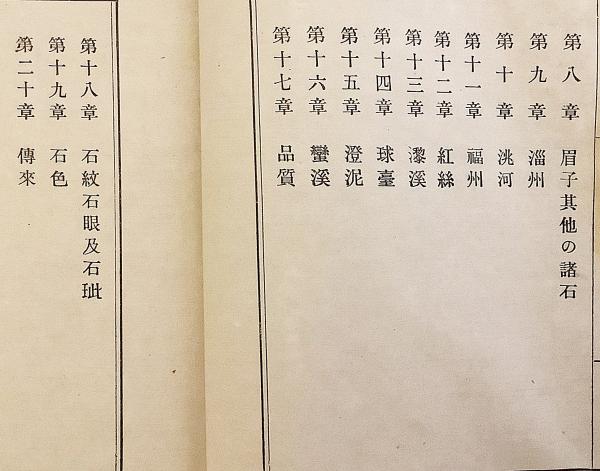 第八章 眉子其他の諸石
第九章 淄州
第十章 洮河
第十一章 福州
第十二章 紅絲
第十三章 灤溪
第十四章 球臺
第十五章 澄泥
第十六章 蠻溪
第十七章 品質
第十八章 石紋石眼及石玼
第十九章 石色
第二十章 傳來